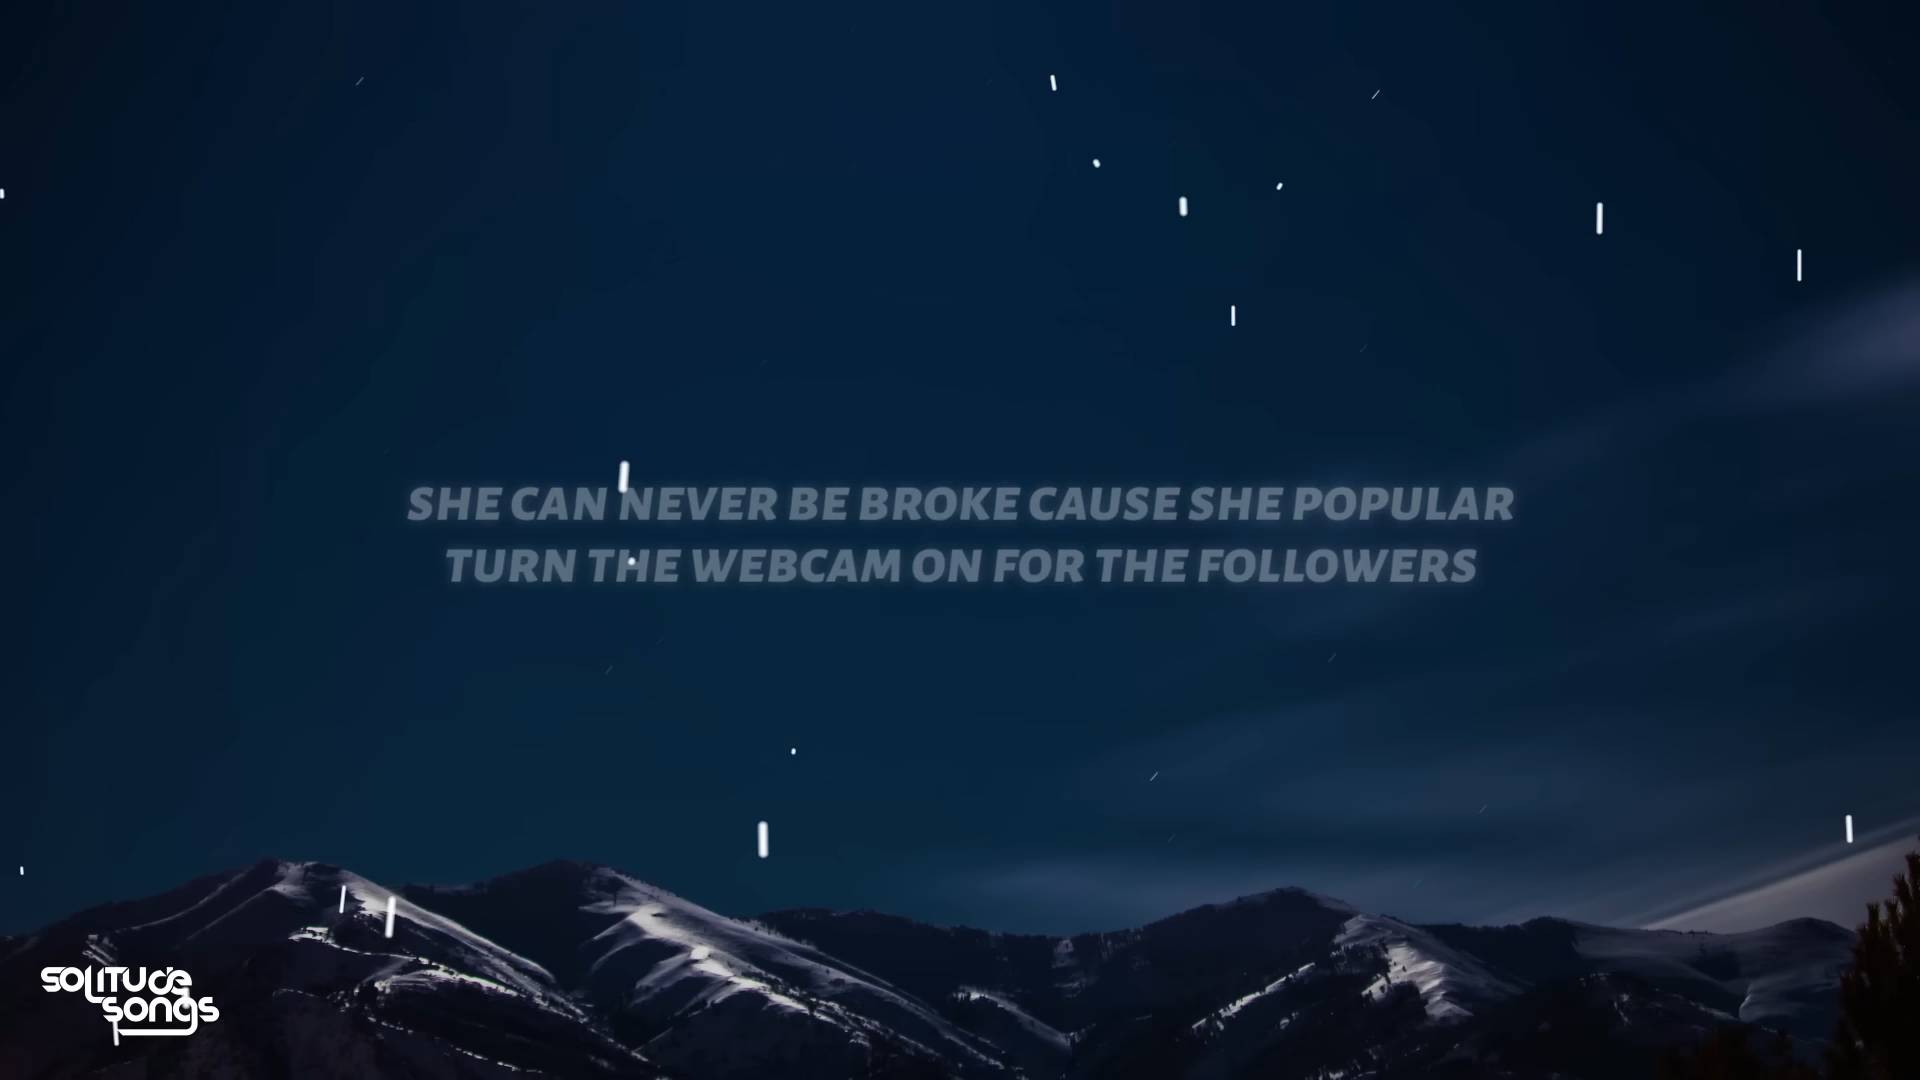 SHE CAN NEVER BE BROKE CAUSE SHE POPULAR
TURN THE WEBCAM ON FOR THE FOLLOWERS
SOLITUDE
SONGS